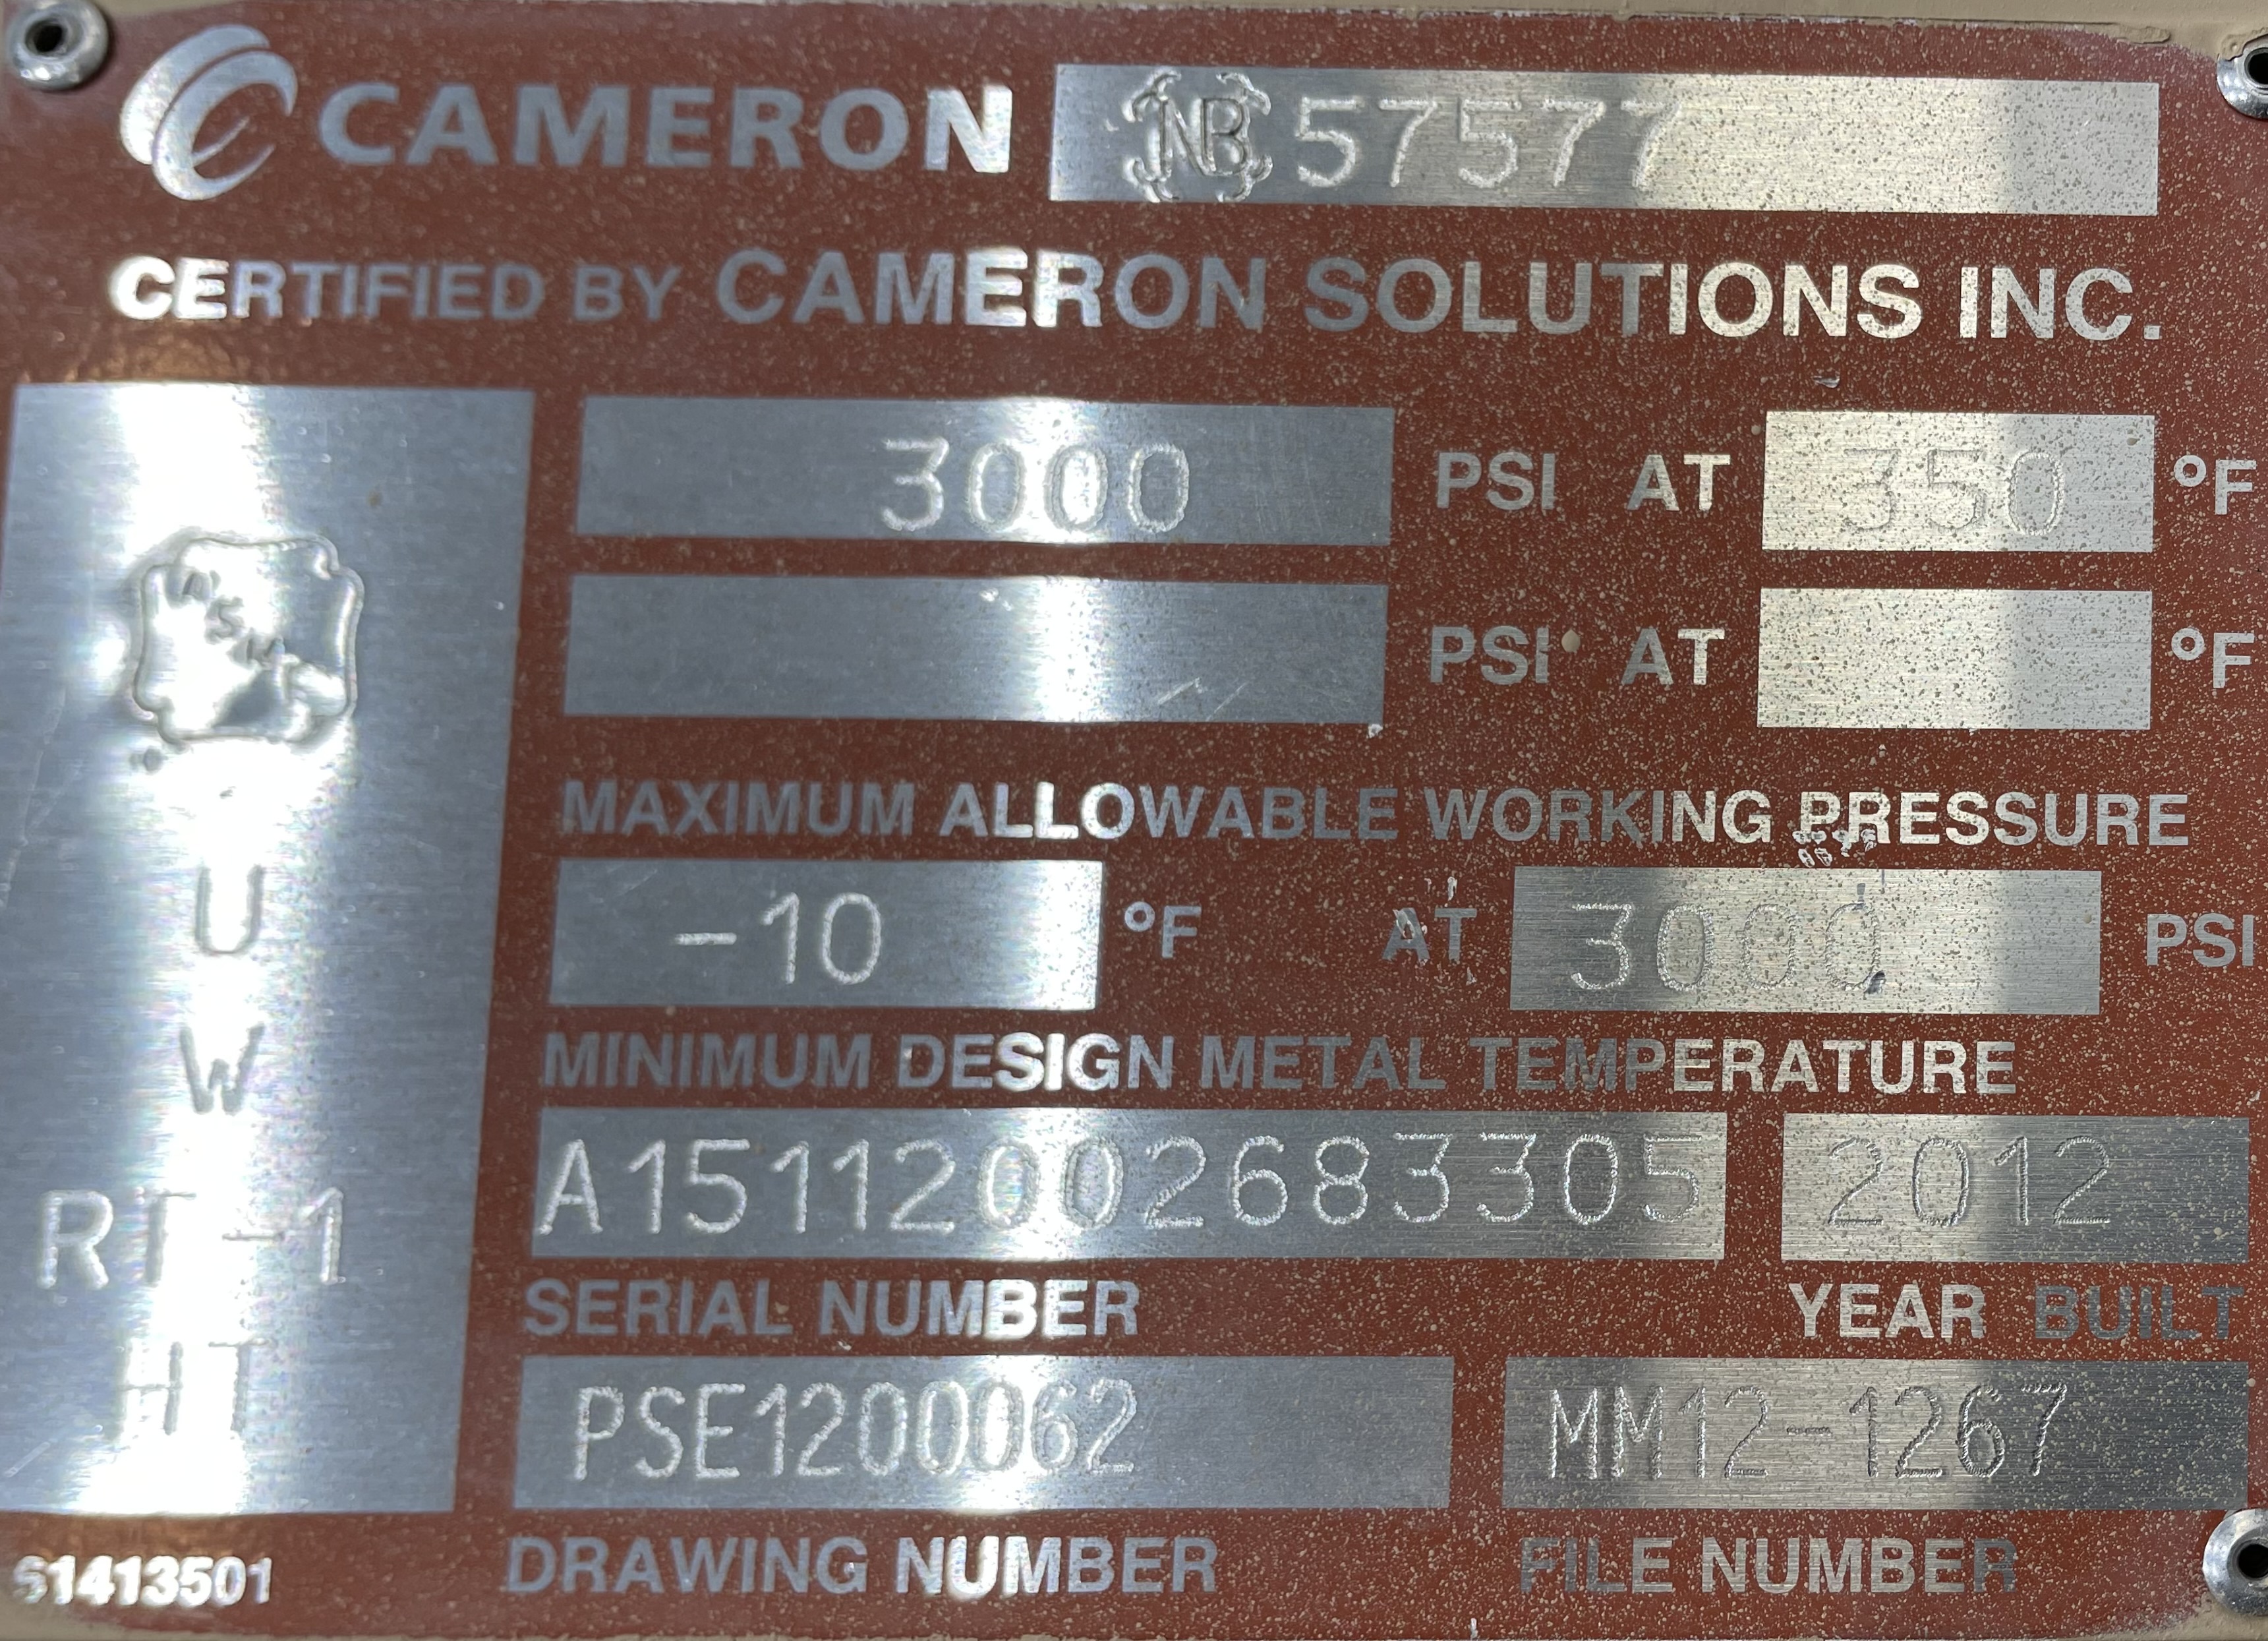 CAMERON NB 57577
CERTIFIED BY CAMERON SOLUTIONS INC.
3000 PSI AT 350 °F
PSI AT °F
MAXIMUM ALLOWABLE WORKING PRESSURE
-10 °F AT 3000 PSI
MINIMUM DESIGN METAL TEMPERATURE
A15112002683305 2012
SERIAL NUMBER YEAR BUILT
PSE1200062 MM12-1267
DRAWING NUMBER FILE NUMBER
ASME
U
W
RT-1
HT
61413501